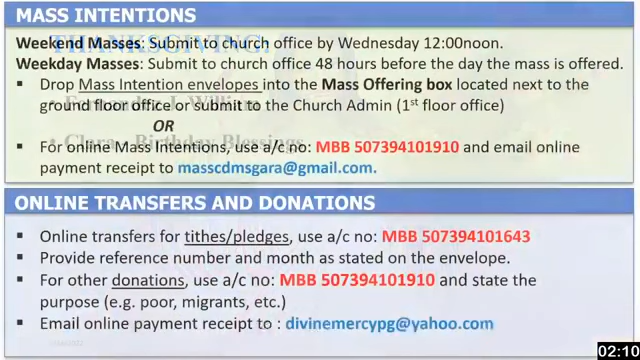 MASS INTENTIONS
Weekend Masses: Submit to church office by Wednesday 12:00noon.
Weekday Masses: Submit to church office 48 hours before the day the mass is offered.
▪ Drop Mass Intention envelopes into the Mass Offering box located next to the
ground floor office or submit to the Church Admin (1st floor office)
OR
▪ For online Mass Intentions, use a/c no: MBB 507394101910 and email online
payment receipt to masscdmsgara@gmail.com.
ONLINE TRANSFERS AND DONATIONS
▪ Online transfers for tithes/pledges, use a/c no: MBB 507394101643
▪ Provide reference number and month as stated on the envelope.
▪ For other donations, use a/c no: MBB 507394101910 and state the
purpose (e.g. poor, migrants, etc.)
▪ Email online payment receipt to : divinemercypg@yahoo.com
02:10
THANKSGIVING:
Clara - Birthday Blessings